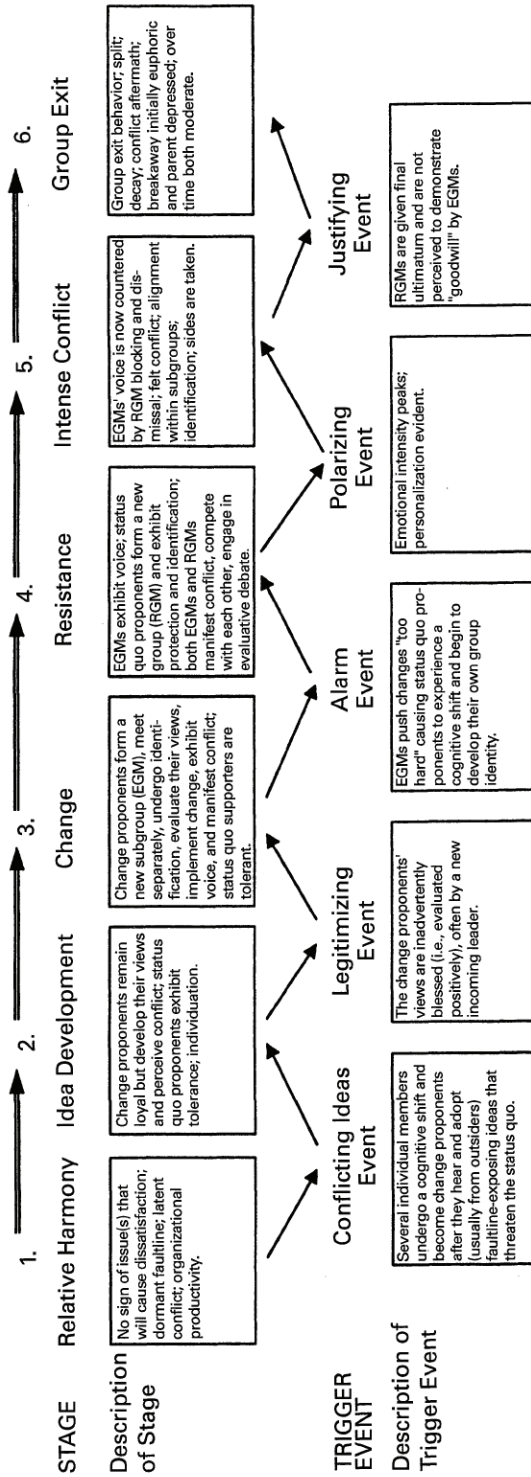 1.
2.
3.
4.
5.
6.
STAGE
Relative Harmony
Idea Development
Change
Resistance
Intense Conflict
Group Exit
Description
of Stage
No sign of issue(s) that
will cause dissatisfaction;
dormant faultline; latent
conflict; organizational
productivity.
Change proponents remain
loyal but develop their views
and perceive conflict; status
quo proponents exhibit
tolerance; individuation.
Change proponents form a
new subgroup (EGM), meet
separately, undergo identi-
fication, evaluate their views,
implement change, exhibit
voice, and manifest conflict;
status quo supporters are
tolerant.
EGMs exhibit voice; status
quo proponents form a new
group (RGM) and exhibit
protection and identification;
both EGMs and RGMs
manifest conflict, compete
with each other, engage in
evaluative debate.
EGMs' voice is now countered
by RGM blocking and dis-
missal; felt conflict; alignment
within subgroups;
identification; sides are taken.
Group exit behavior; split;
decay; conflict aftermath;
breakaway initially euphoric
and parent depressed; over
time both moderate.
TRIGGER
EVENT
Conflicting Ideas
Event
Legitimizing
Event
Alarm
Event
Polarizing
Event
Justifying
Event
Description of
Trigger Event
Several individual members
undergo a cognitive shift and
become change proponents
after they hear and adopt
(usually from outsiders)
faultline-exposing ideas that
threaten the status quo.
The change proponents'
views are inadvertently
blessed (i.e., evaluated
positively), often by a new
incoming leader.
EGMs push changes "too
hard" causing status quo pro-
ponents to experience a
cognitive shift and begin to
develop their own group
identity.
Emotional intensity peaks;
personalization evident.
RGMs are given final
ultimatum and are not
perceived to demonstrate
"goodwill" by EGMs.